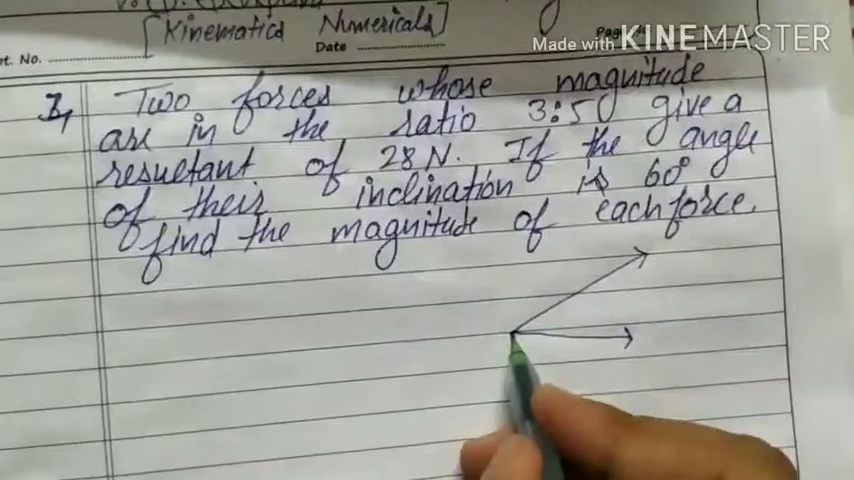 [Kinematics Numericals]
Made with KINEMASTER
pt. No. Date
I, Two forces whose magnitude
are in the ratio 3:5 give a
resultant of 28 N. If the angle
of their inclination is 60°
find the magnitude of each force.